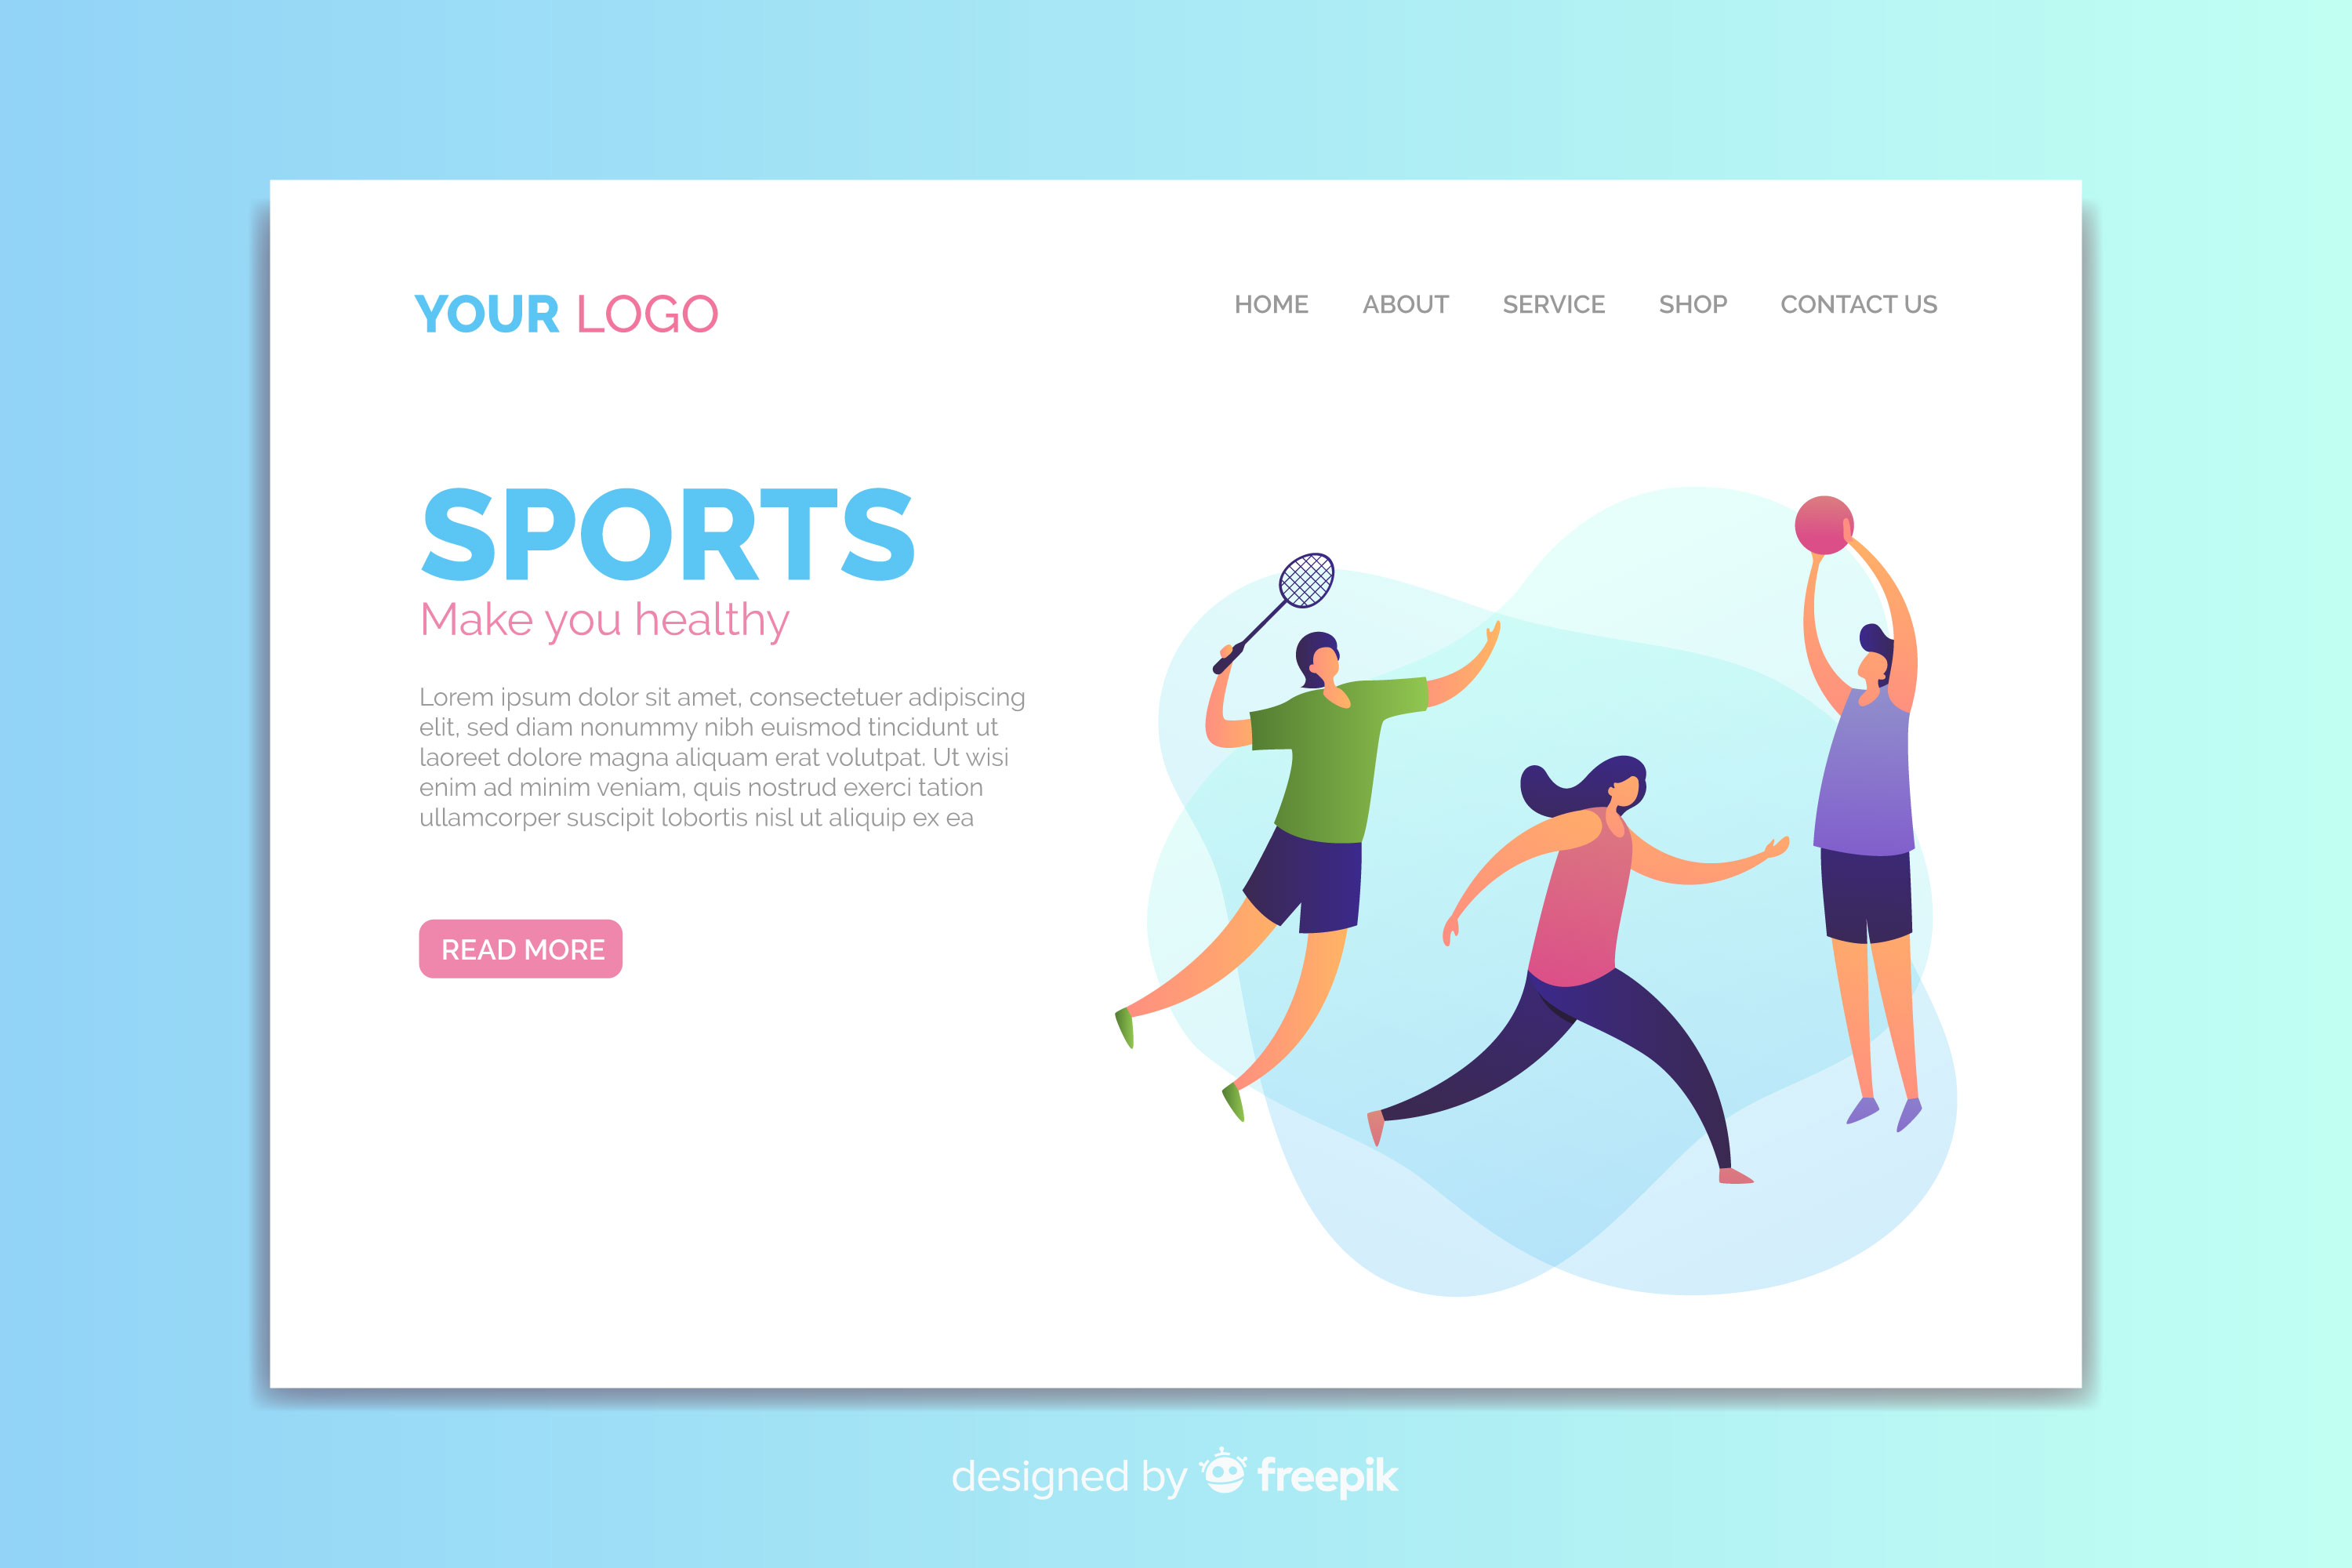 YOUR LOGO
HOME ABOUT SERVICE SHOP CONTACT US
SPORTS
Make you healthy
Lorem ipsum dolor sit amet, consectetuer adipiscing
elit, sed diam nonummy nibh euismod tincidunt ut
laoreet dolore magna aliquam erat volutpat. Ut wisi
enim ad minim veniam, quis nostrud exerci tation
ullamcorper suscipit lobortis nisl ut aliquip ex ea
READ MORE
designed by freepik